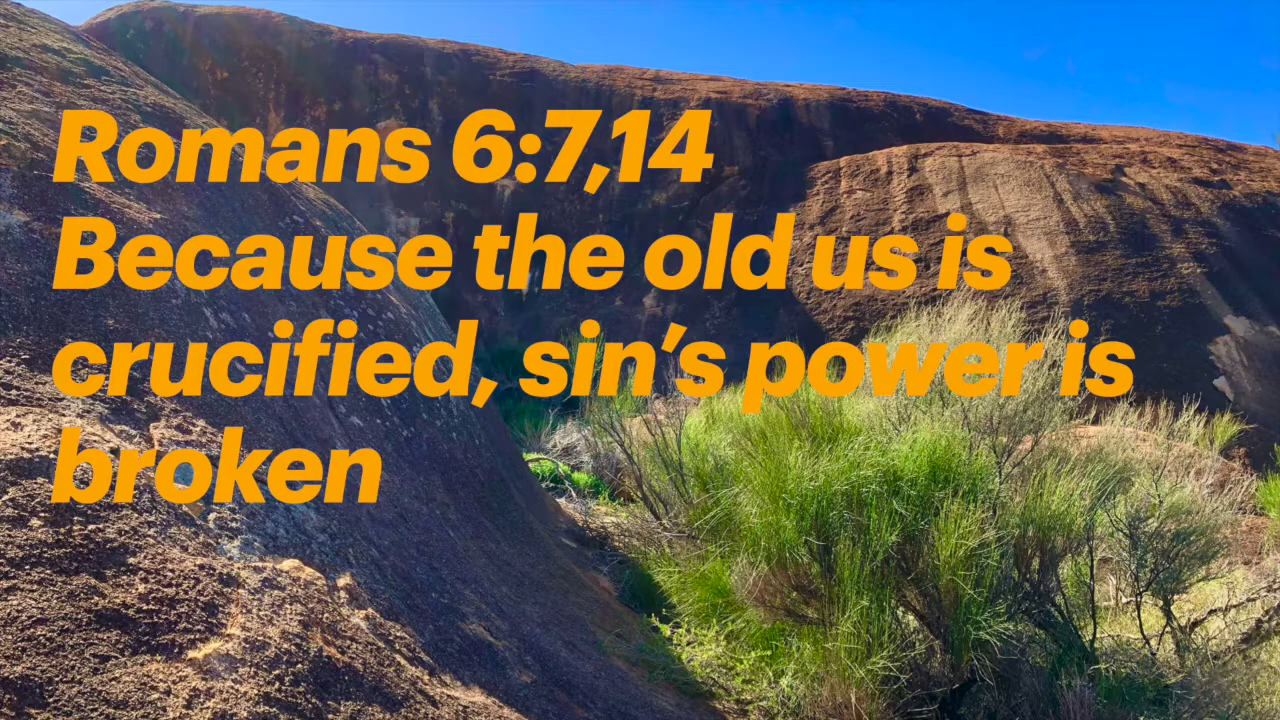 Romans 6:7,14
Because the old us is
crucified, sin’s power is
broken